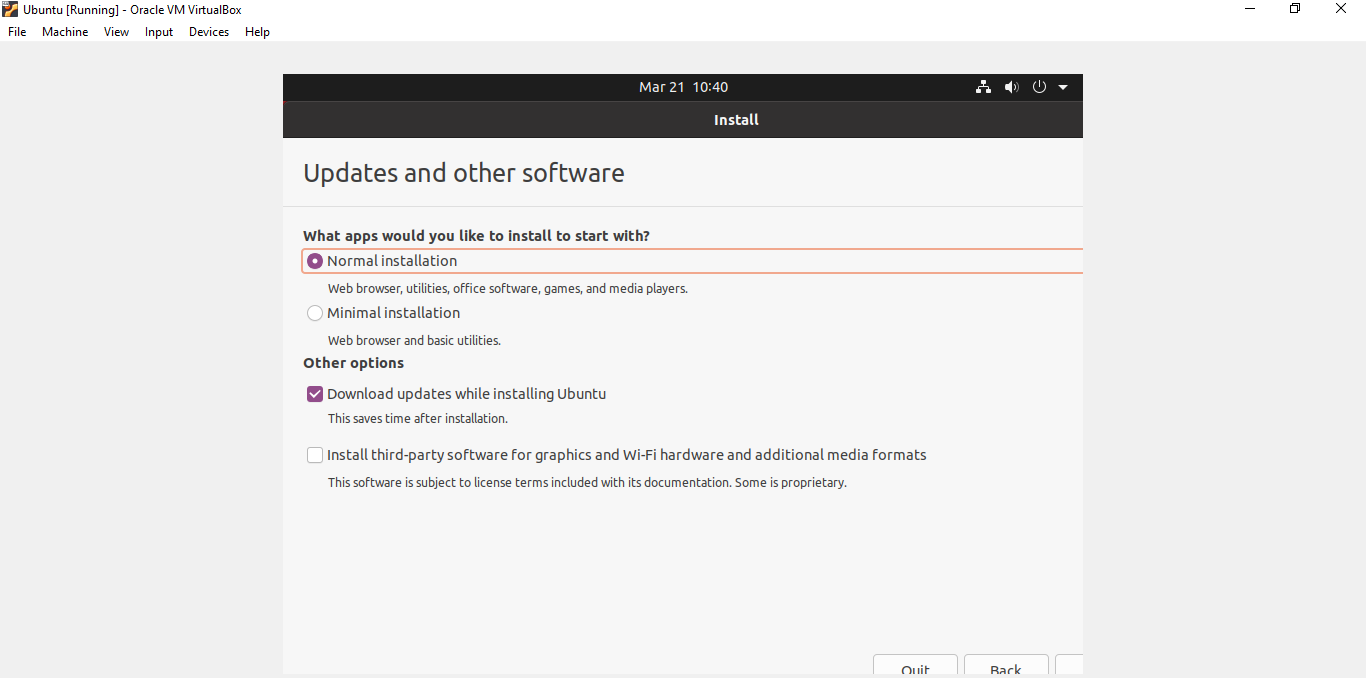 Ubuntu [Running] - Oracle VM VirtualBox
File Machine View Input Devices Help
Mar 21 10:40
Install
Updates and other software
What apps would you like to install to start with?
Normal installation
Web browser, utilities, office software, games, and media players.
Minimal installation
Web browser and basic utilities.
Other options
Download updates while installing Ubuntu
This saves time after installation.
Install third-party software for graphics and Wi-Fi hardware and additional media formats
This software is subject to license terms included with its documentation. Some is proprietary.
Quit Back